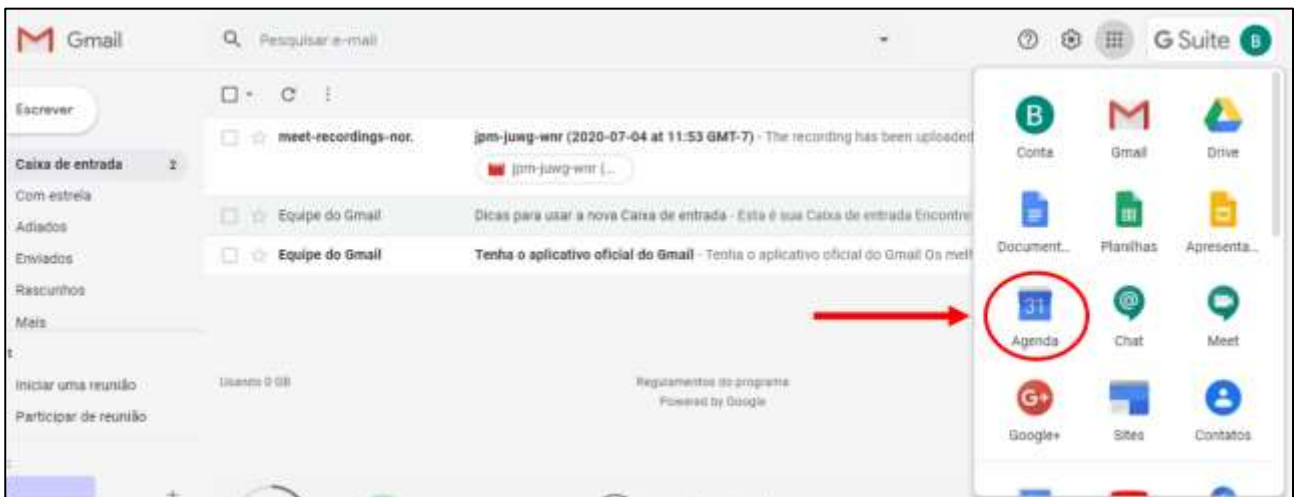 Gmail
Pesquisar e-mail
G Suite
B
Escrever
Caixa de entrada 2
Com estrela
Adiados
Enviados
Rascunhos
Mais
Iniciar uma reunião
Participar de reunião
meet-recordings-nor. jpm-juwg-wnr (2020-07-04 at 11:53 GMT-7) - The recording has been uploaded
jpm-juwg-wnr (...
Equipe do Gmail Dicas para usar a nova Caixa de entrada - Esta é sua Caixa de entrada Encontre
Equipe do Gmail Tenha o aplicativo oficial do Gmail - Tenha o aplicativo oficial do Gmail Os melh
Usando 0 GB
Regulamentos do programa
Powered by Google
B
Conta Gmail Drive
Document... Planilhas Apresenta...
31
Agenda Chat Meet
G+
Google+ Sites Contatos